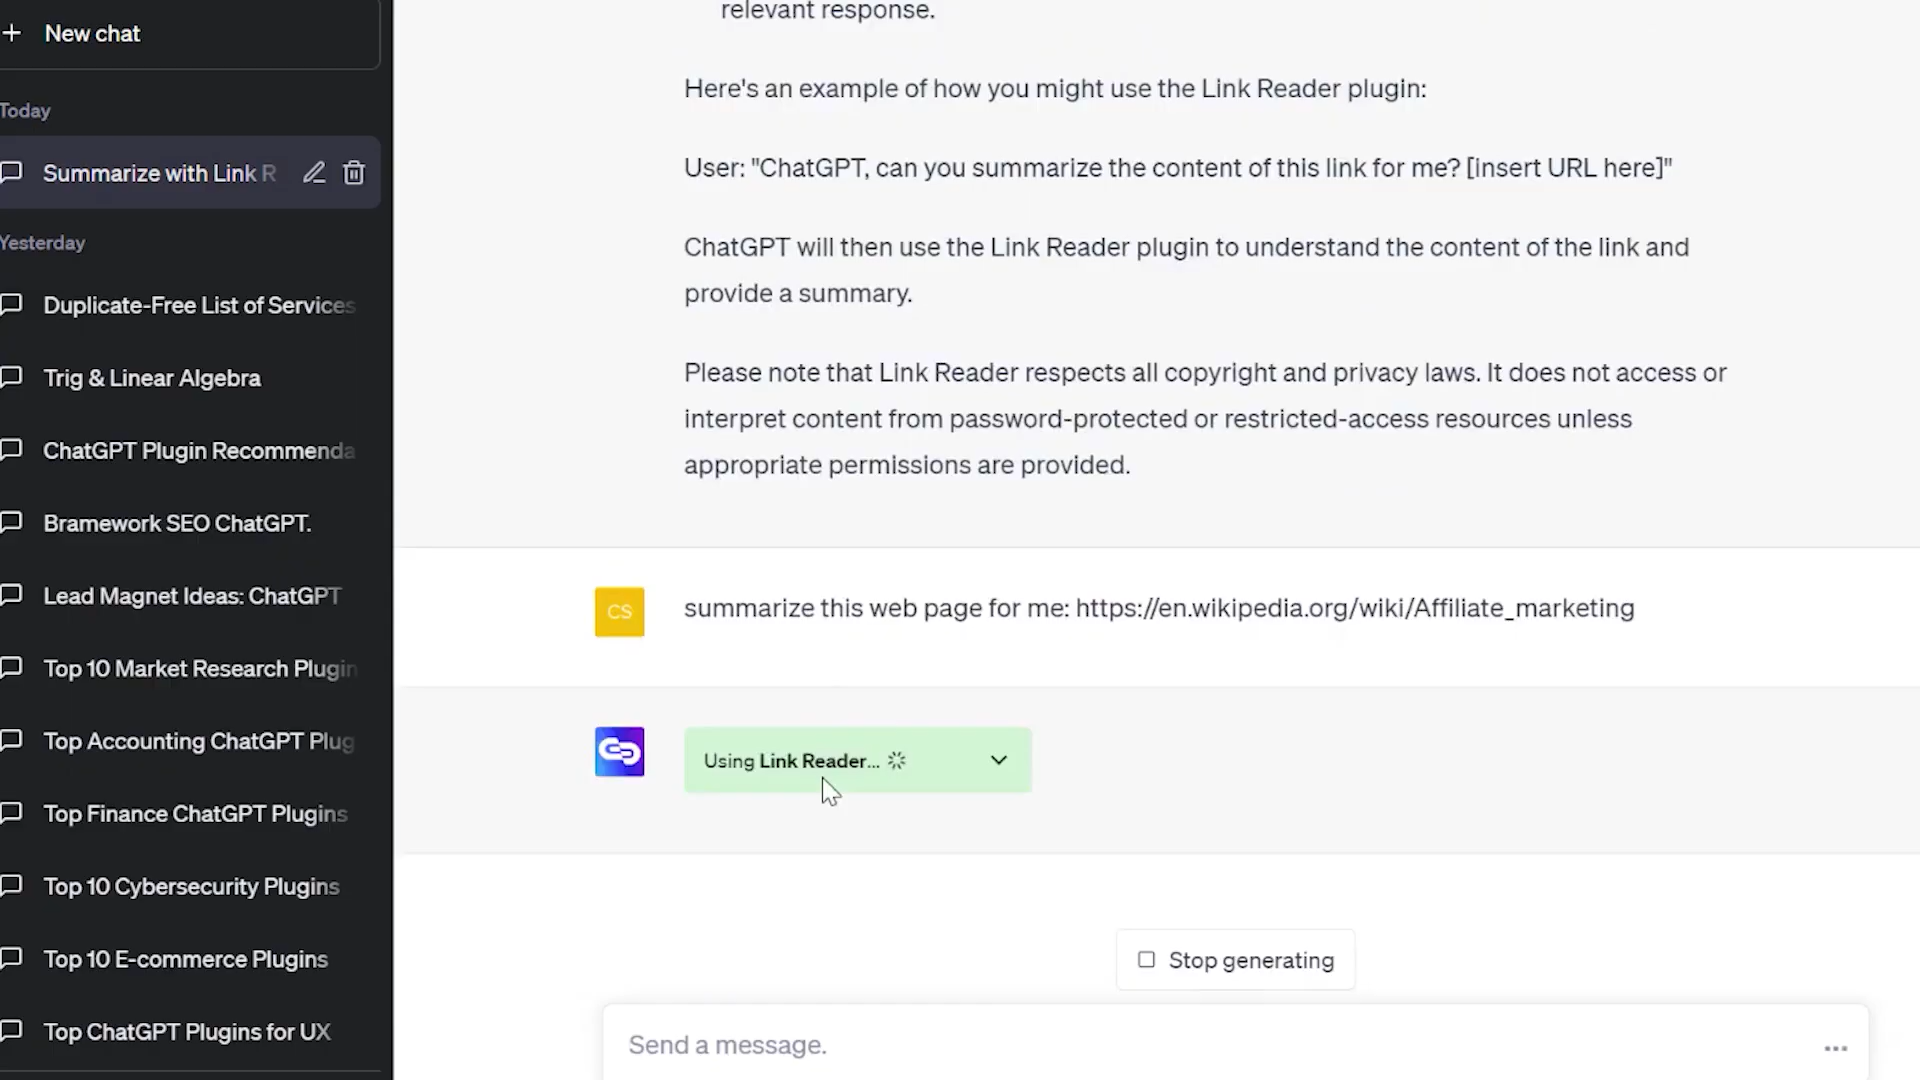 New chat
Today
Summarize with Link R
Yesterday
Duplicate-Free List of Services
Trig & Linear Algebra
ChatGPT Plugin Recommenda
Bramework SEO ChatGPT.
Lead Magnet Ideas: ChatGPT
Top 10 Market Research Plugin
Top Accounting ChatGPT Plug
Top Finance ChatGPT Plugins
Top 10 Cybersecurity Plugins
Top 10 E-commerce Plugins
Top ChatGPT Plugins for UX
relevant response.
Here's an example of how you might use the Link Reader plugin:
User: "ChatGPT, can you summarize the content of this link for me? [insert URL here]"
ChatGPT will then use the Link Reader plugin to understand the content of the link and
provide a summary.
Please note that Link Reader respects all copyright and privacy laws. It does not access or
interpret content from password-protected or restricted-access resources unless
appropriate permissions are provided.
CS
summarize this web page for me: https://en.wikipedia.org/wiki/Affiliate_marketing
Using Link Reader...
Stop generating
Send a message.